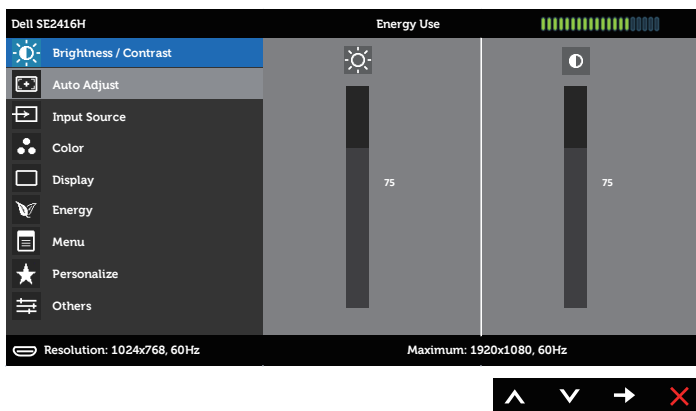 Dell SE2416H Energy Use
Brightness / Contrast
Auto Adjust
Input Source
Color
Display 75 75
Energy
Menu
Personalize
Others
Resolution: 1024x768, 60Hz Maximum: 1920x1080, 60Hz